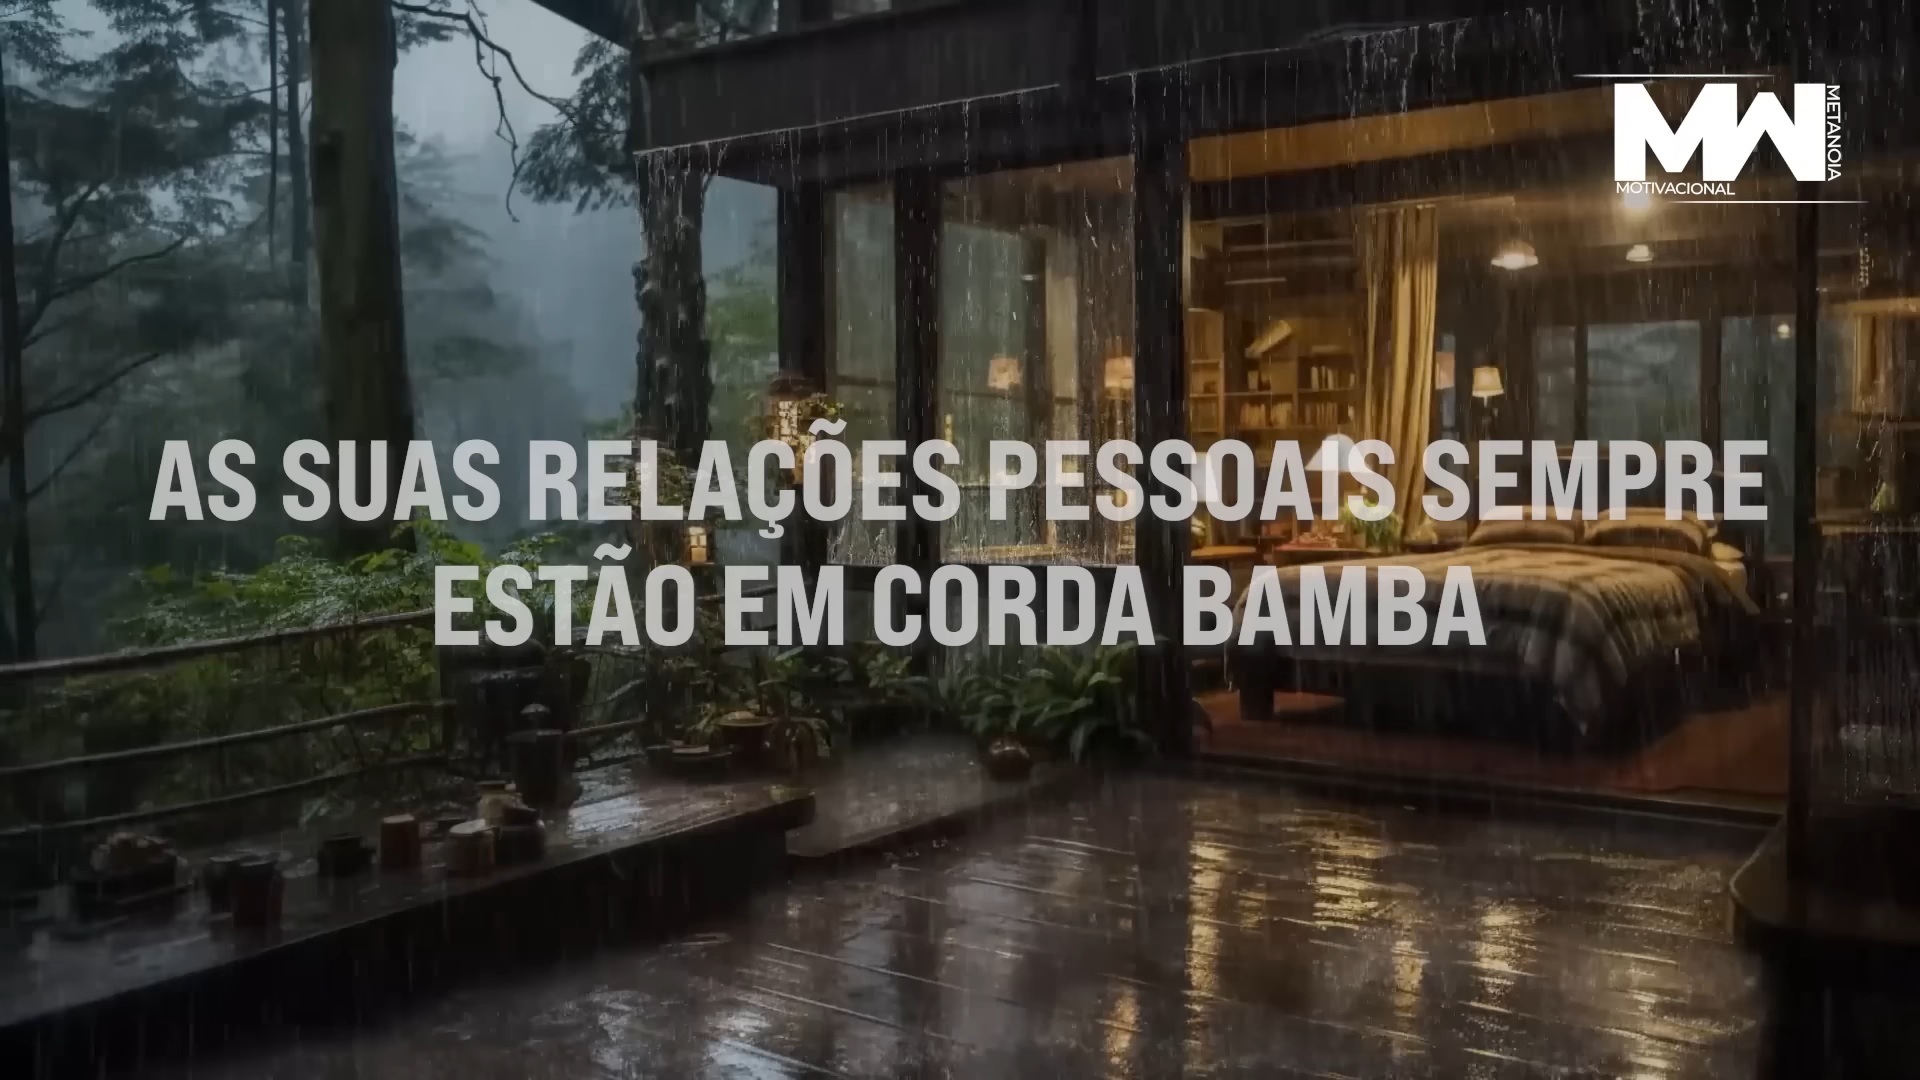 MW
METANOIA
MOTIVACIONAL
AS SUAS RELAÇÕES PESSOAIS SEMPRE
ESTÃO EM CORDA BAMBA